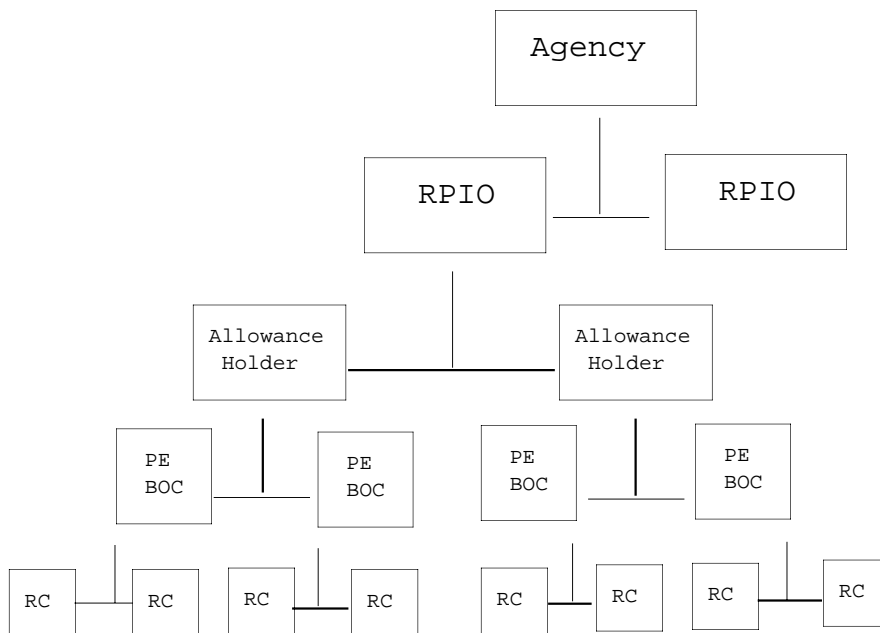 Agency
RPIO
RPIO
Allowance
Holder
Allowance
Holder
PE
BOC
PE
BOC
PE
BOC
PE
BOC
RC
RC
RC
RC
RC
RC
RC
RC